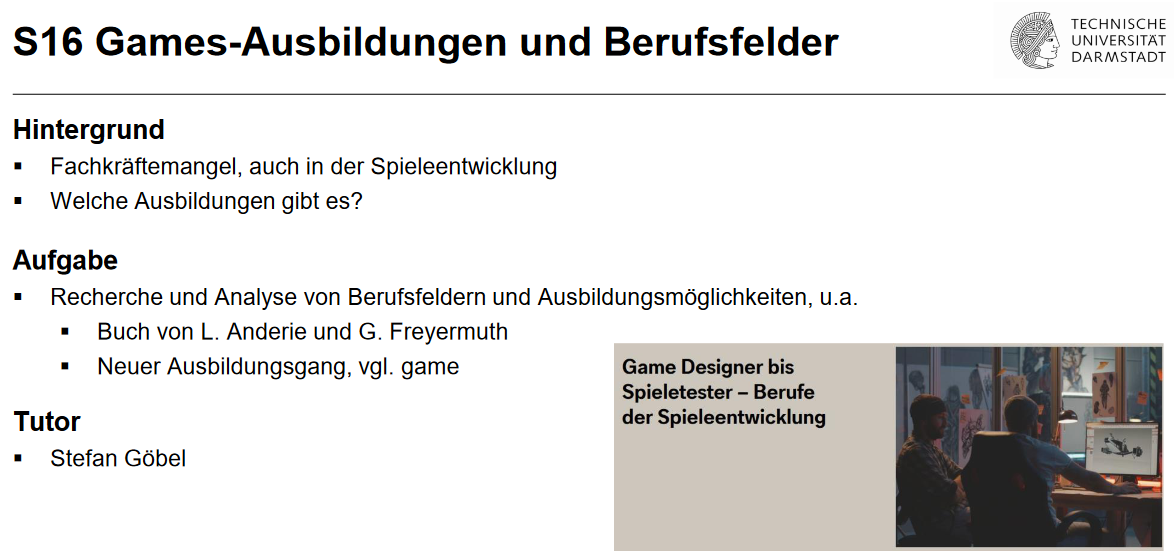 S16 Games-Ausbildungen und Berufsfelder
TECHNISCHE
UNIVERSITÄT
DARMSTADT
Hintergrund
▪ Fachkräftemangel, auch in der Spieleentwicklung
▪ Welche Ausbildungen gibt es?
Aufgabe
▪ Recherche und Analyse von Berufsfeldern und Ausbildungsmöglichkeiten, u.a.
▪ Buch von L. Anderie und G. Freyermuth
▪ Neuer Ausbildungsgang, vgl. game
Tutor
▪ Stefan Göbel
Game Designer bis
Spieletester – Berufe
der Spieleentwicklung